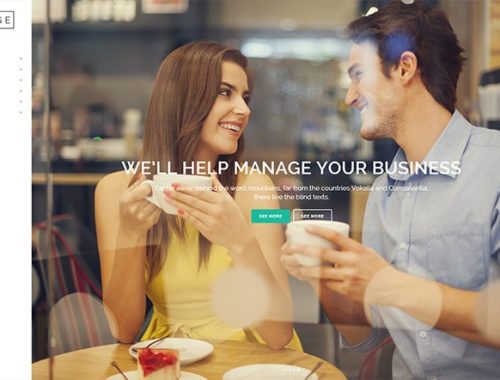 GE
WE'LL HELP MANAGE YOUR BUSINESS
Far far away, behind the word mountains, far from the countries Vokalia and Consonantia,
there live the blind texts.
SEE MORE SEE MORE